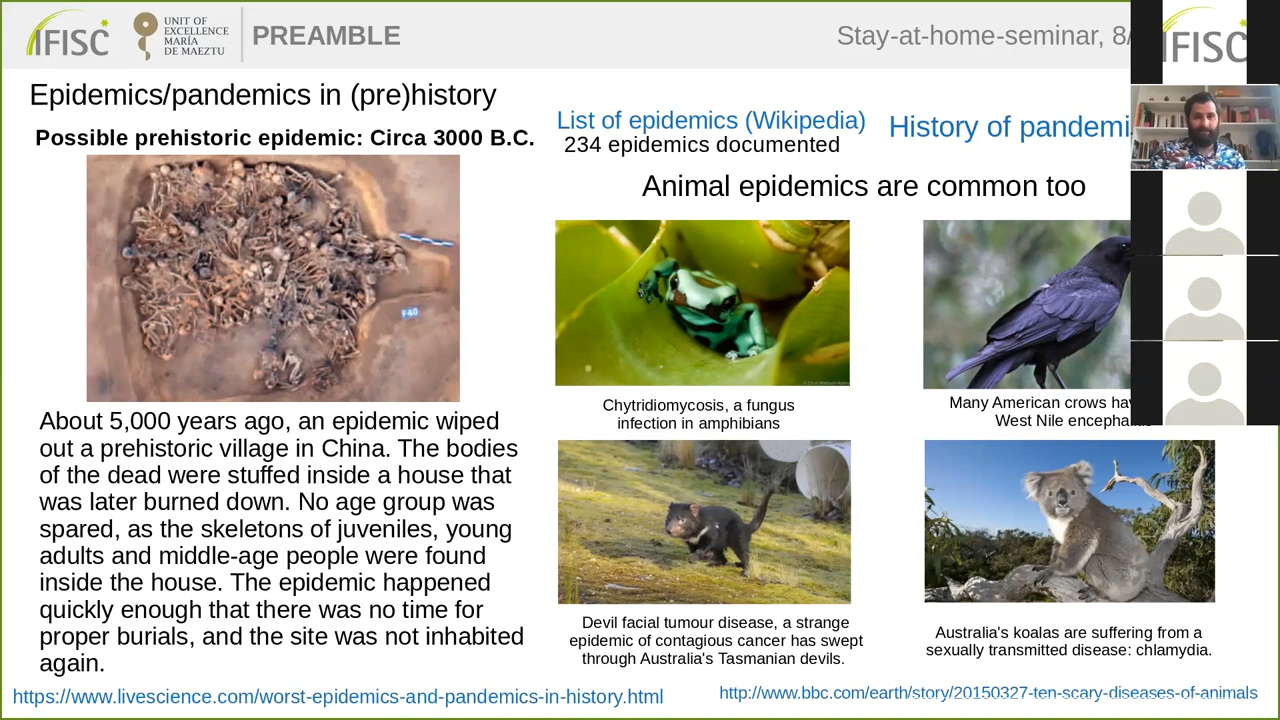 IFISC
UNIT OF
EXCELLENCE
MARÍA
DE MAEZTU
PREAMBLE
Stay-at-home-seminar, 8/
IFISC
Epidemics/pandemics in (pre)history
Possible prehistoric epidemic: Circa 3000 B.C.
F40
About 5,000 years ago, an epidemic wiped
out a prehistoric village in China. The bodies
of the dead were stuffed inside a house that
was later burned down. No age group was
spared, as the skeletons of juveniles, young
adults and middle-age people were found
inside the house. The epidemic happened
quickly enough that there was no time for
proper burials, and the site was not inhabited
again.
https://www.livescience.com/worst-epidemics-and-pandemics-in-history.html
List of epidemics (Wikipedia)
234 epidemics documented
History of pandemi
Animal epidemics are common too
Chytridiomycosis, a fungus
infection in amphibians
Many American crows hav
West Nile encepha
Devil facial tumour disease, a strange
epidemic of contagious cancer has swept
through Australia's Tasmanian devils.
Australia's koalas are suffering from a
sexually transmitted disease: chlamydia.
http://www.bbc.com/earth/story/20150327-ten-scary-diseases-of-animals